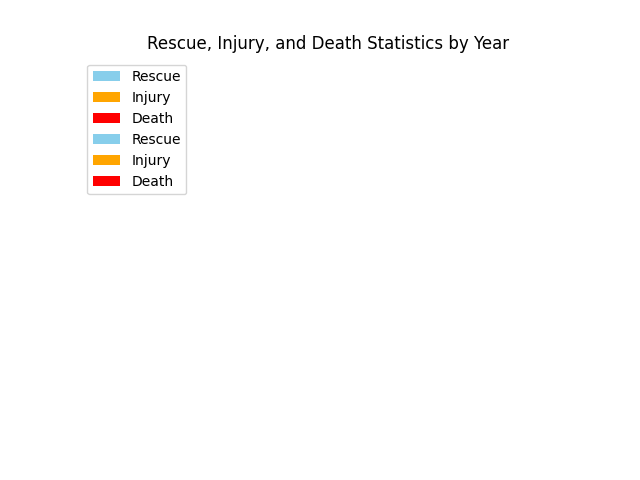 Rescue, Injury, and Death Statistics by Year
Rescue
Injury
Death
Rescue
Injury
Death